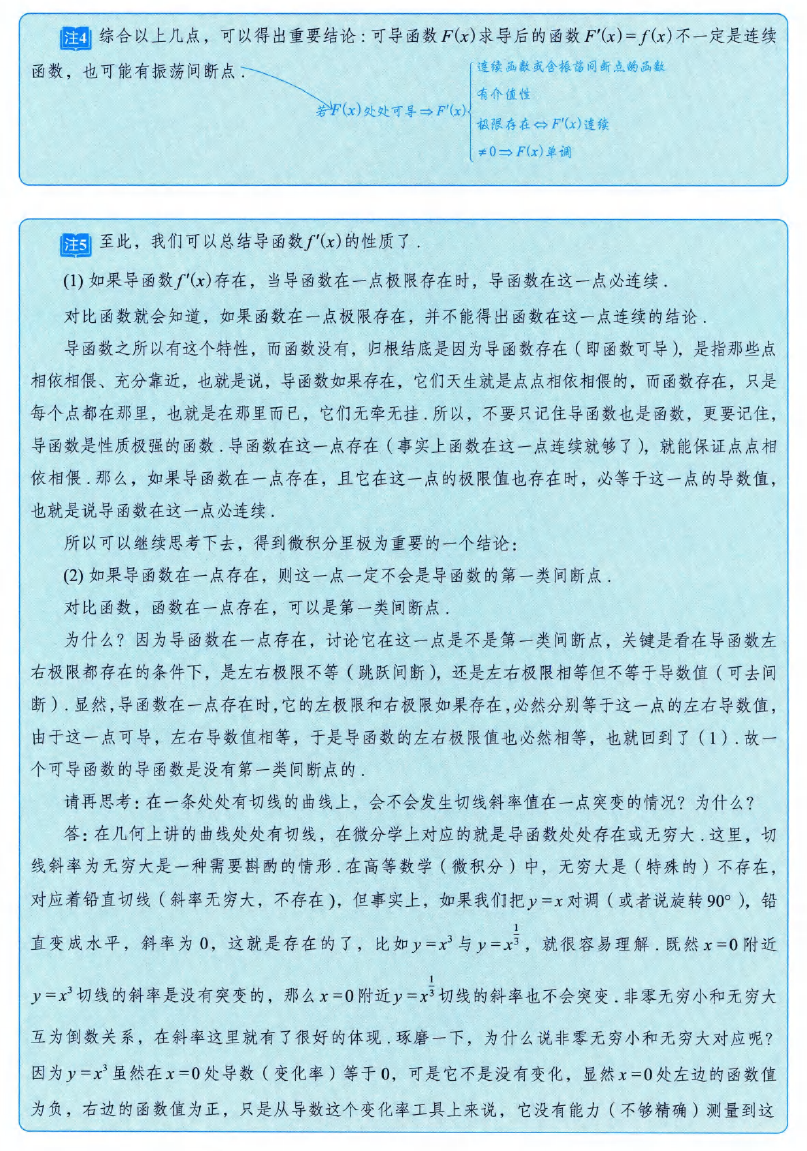 注4 综合以上几点，可以得出重要结论：可导函数F(x)求导后的函数F′(x)=f(x)不一定是连续
函数，也可能有振荡间断点.
若F(x)处处可导⇒F′(x)
连续函数或含振荡间断点的函数
有介值性
极限存在⇔F′(x)连续
≠0⇒F(x)单调
注5 至此，我们可以总结导函数f′(x)的性质了.
(1)如果导函数f′(x)存在，当导函数在一点极限存在时，导函数在这一点必连续.
对比函数就会知道，如果函数在一点极限存在，并不能得出函数在这一点连续的结论.
导函数之所以有这个特性，而函数没有，归根结底是因为导函数存在（即函数可导），是指那些点
相依相偎、充分靠近，也就是说，导函数如果存在，它们天生就是点点相依相偎的，而函数存在，只是
每个点都在那里，也就是在那里而已，它们无牵无挂.所以，不要只记住导函数也是函数，更要记住，
导函数是性质极强的函数.导函数在这一点存在（事实上函数在这一点连续就够了），就能保证点点相
依相偎.那么，如果导函数在一点存在，且它在这一点的极限值也存在时，必等于这一点的导数值，
也就是说导函数在这一点必连续.
所以可以继续思考下去，得到微积分里极为重要的一个结论：
(2)如果导函数在一点存在，则这一点一定不会是导函数的第一类间断点.
对比函数，函数在一点存在，可以是第一类间断点.
为什么？因为导函数在一点存在，讨论它在这一点是不是第一类间断点，关键是看在导函数左
右极限都存在的条件下，是左右极限不等（跳跃间断），还是左右极限相等但不等于导数值（可去间
断）.显然，导函数在一点存在时，它的左极限和右极限如果存在，必然分别等于这一点的左右导数值，
由于这一点可导，左右导数值相等，于是导函数的左右极限值也必然相等，也就回到了（1）.故一
个可导函数的导函数是没有第一类间断点的.
请再思考：在一条处处有切线的曲线上，会不会发生切线斜率值在一点突变的情况？为什么？
答：在几何上讲的曲线处处有切线，在微分学上对应的就是导函数处处存在或无穷大.这里，切
线斜率为无穷大是一种需要斟酌的情形.在高等数学（微积分）中，无穷大是（特殊的）不存在，
对应着铅直切线（斜率无穷大，不存在），但事实上，如果我们把y=x对调（或者说旋转90°），铅
直变成水平，斜率为0，这就是存在的了，比如y=x³与y=x^{1/3}，就很容易理解.既然x=0附近
y=x³切线的斜率是没有突变的，那么x=0附近y=x^{1/3}切线的斜率也不会突变.非零无穷小和无穷大
互为倒数关系，在斜率这里就有了很好的体现.琢磨一下，为什么说非零无穷小和无穷大对应呢？
因为y=x³虽然在x=0处导数（变化率）等于0，可是它不是没有变化，显然x=0处左边的函数值
为负，右边的函数值为正，只是从导数这个变化率工具上来说，它没有能力（不够精确）测量到这